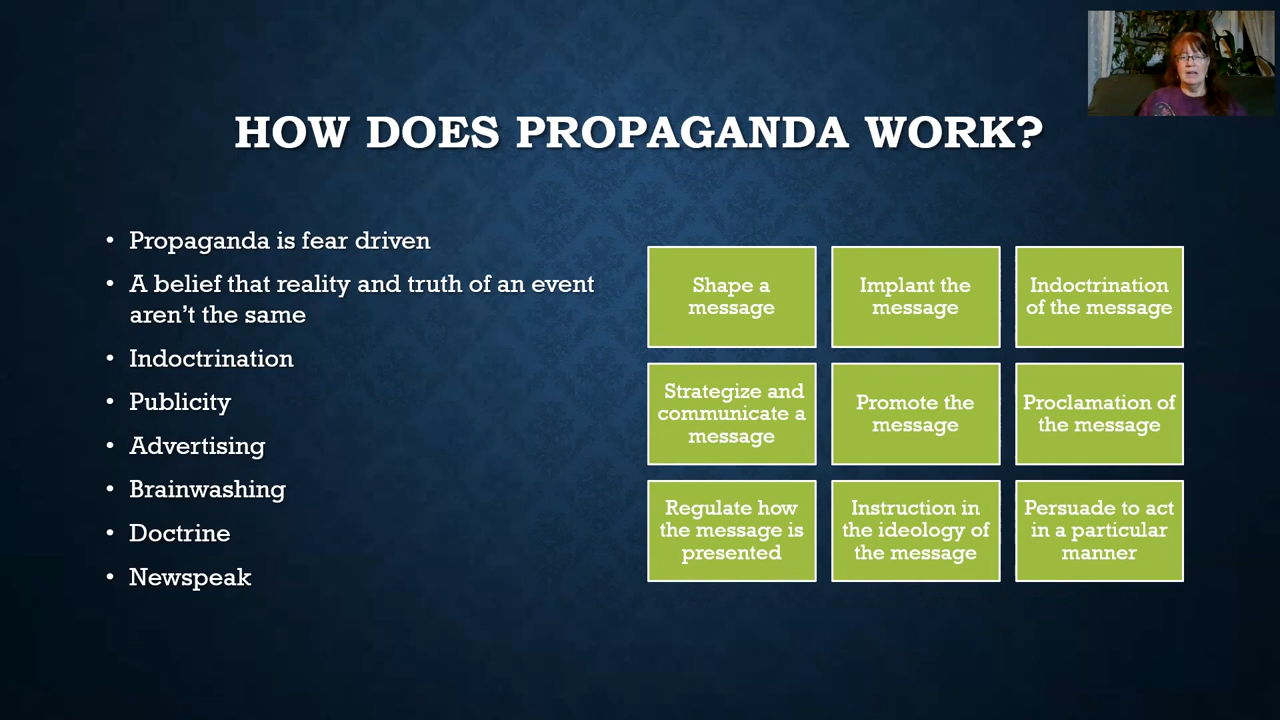 HOW DOES PROPAGANDA WORK?
• Propaganda is fear driven
• A belief that reality and truth of an event
aren’t the same
• Indoctrination
• Publicity
• Advertising
• Brainwashing
• Doctrine
• Newspeak
Shape a
message
Implant the
message
Indoctrination
of the message
Strategize and
communicate a
message
Promote the
message
Proclamation of
the message
Regulate how
the message is
presented
Instruction in
the ideology of
the message
Persuade to act
in a particular
manner